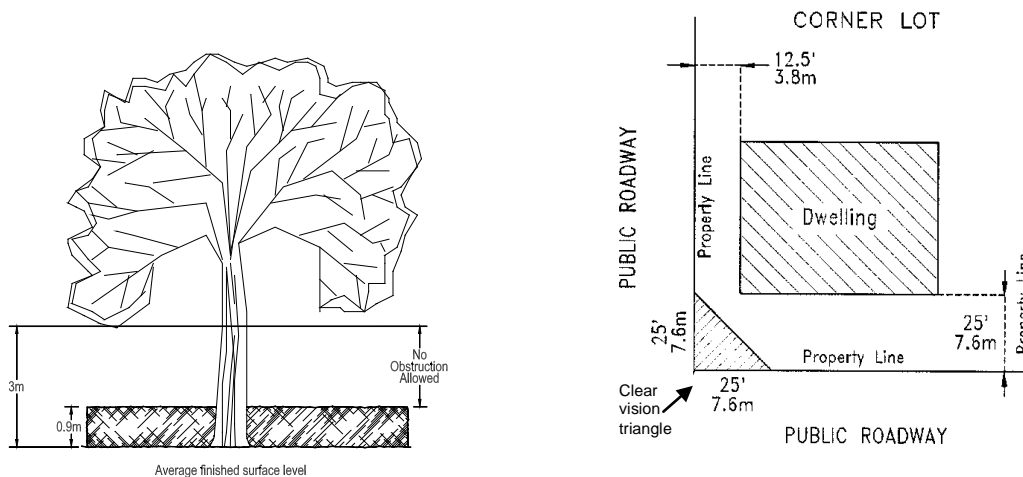 3m
0.9m
No
Obstruction
Allowed
Average finished surface level
CORNER LOT
12.5'
3.8m
PUBLIC ROADWAY
Property Line
Dwelling
25'
7.6m
25'
7.6m
Property Line
Property Line
Clear
vision
triangle
25'
7.6m
PUBLIC ROADWAY